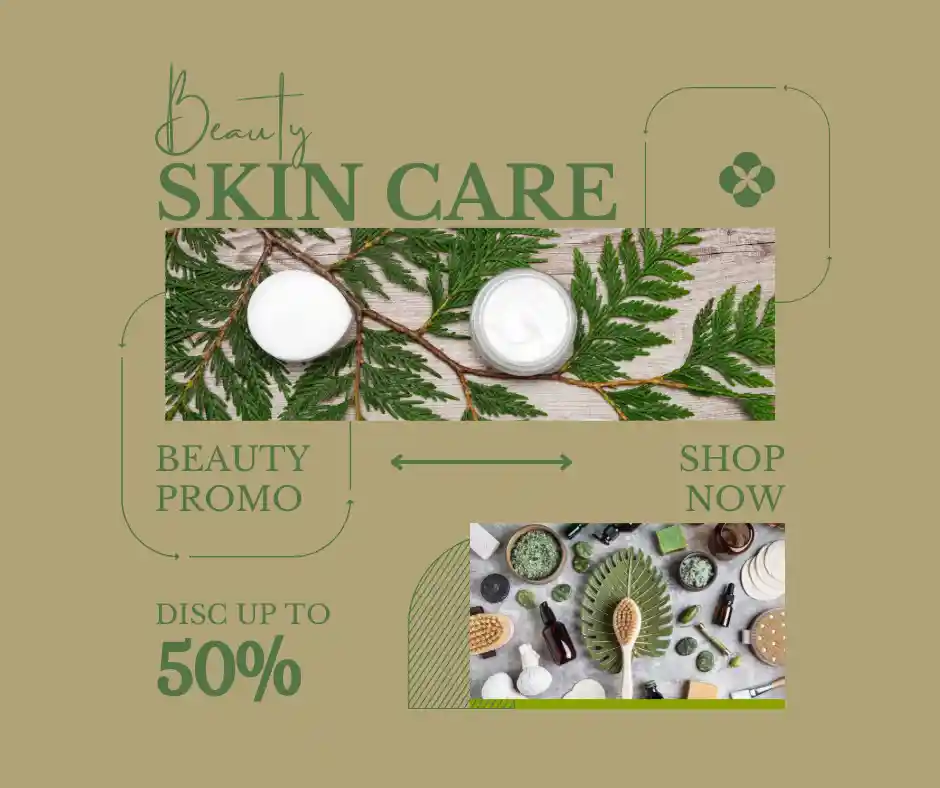 Beauty
SKIN CARE
BEAUTY
PROMO
SHOP
NOW
DISC UP TO
50%